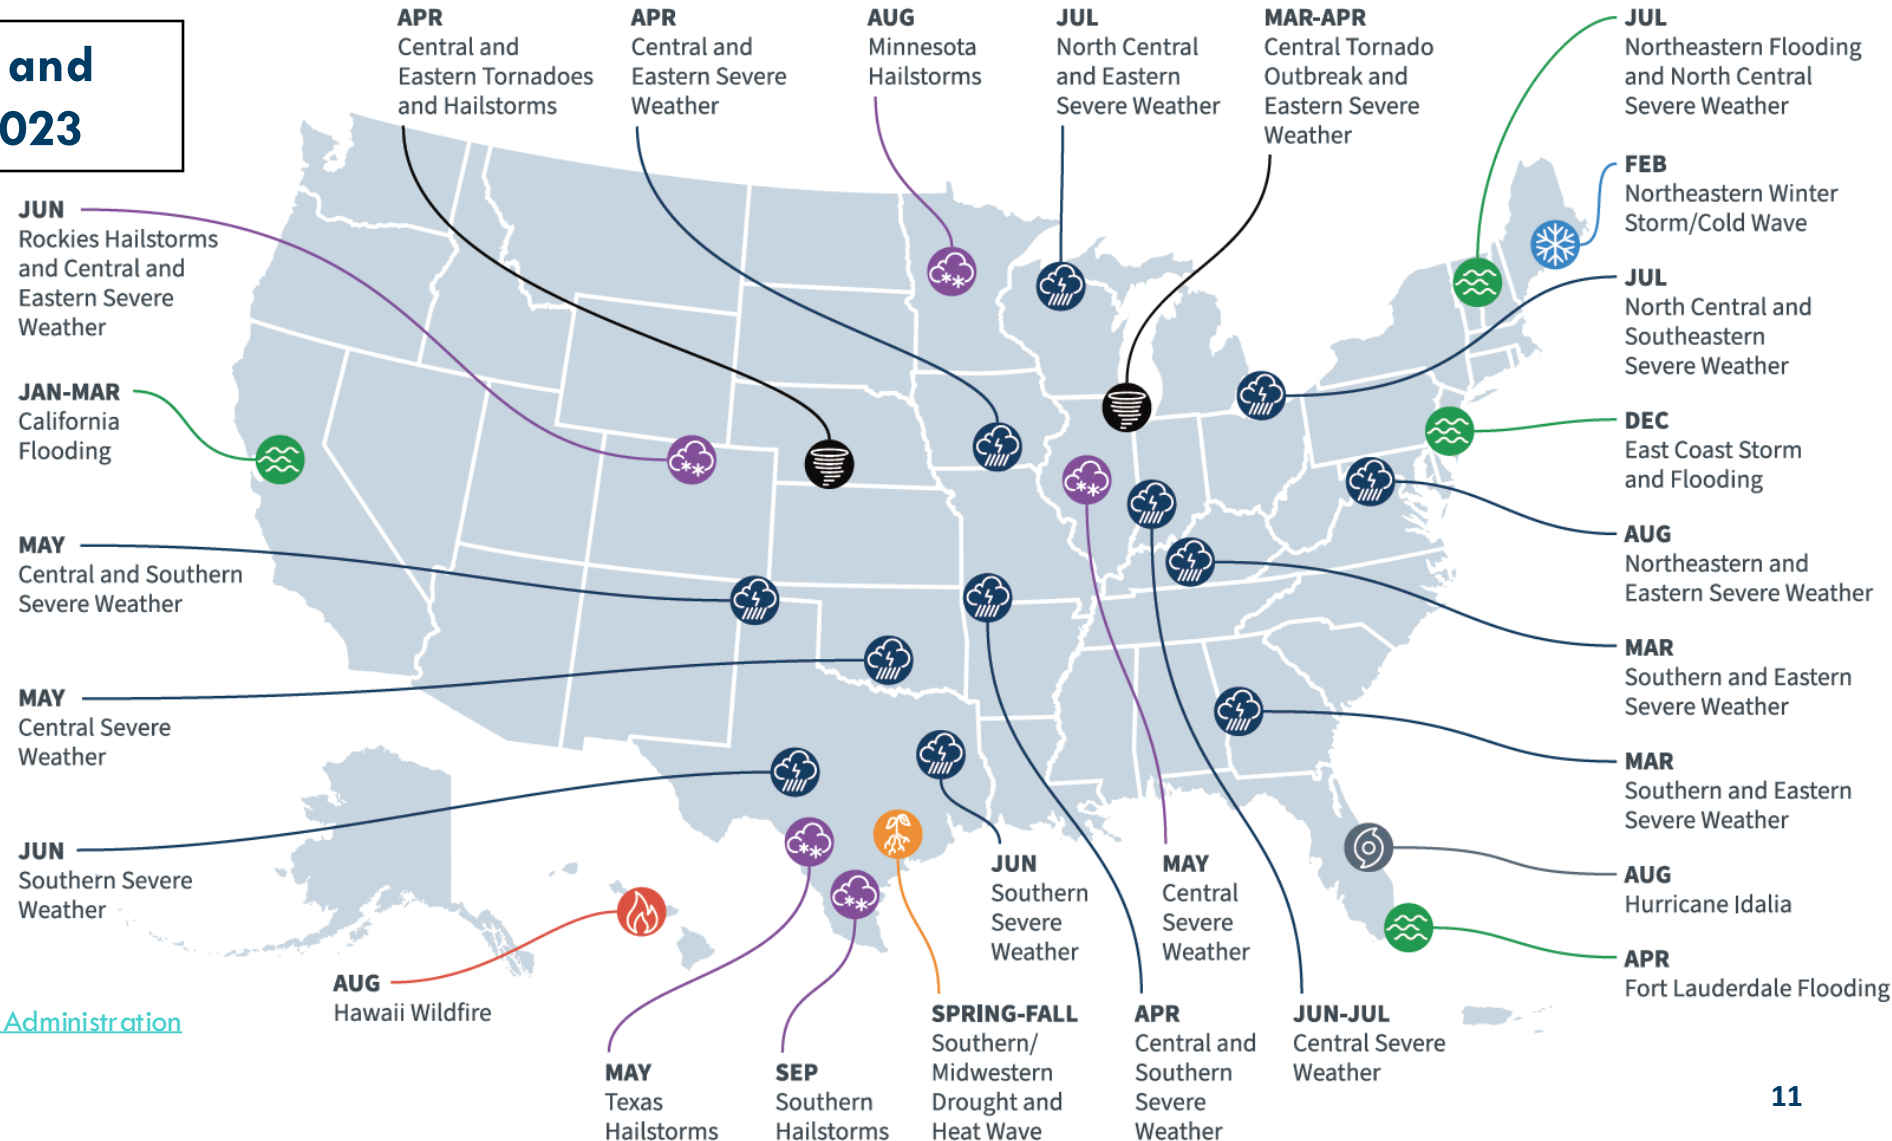 and
2023
APR
Central and
Eastern Tornadoes
and Hailstorms
APR
Central and
Eastern Severe
Weather
AUG
Minnesota
Hailstorms
JUL
North Central
and Eastern
Severe Weather
MAR-APR
Central Tornado
Outbreak and
Eastern Severe
Weather
JUL
Northeastern Flooding
and North Central
Severe Weather
FEB
Northeastern Winter
Storm/Cold Wave
JUL
North Central and
Southeastern
Severe Weather
DEC
East Coast Storm
and Flooding
AUG
Northeastern and
Eastern Severe Weather
MAR
Southern and Eastern
Severe Weather
MAR
Southern and Eastern
Severe Weather
AUG
Hurricane Idalia
APR
Fort Lauderdale Flooding
JUN
Rockies Hailstorms
and Central and
Eastern Severe
Weather
JAN-MAR
California
Flooding
MAY
Central and Southern
Severe Weather
MAY
Central Severe
Weather
JUN
Southern Severe
Weather
AUG
Hawaii Wildfire
MAY
Texas
Hailstorms
SEP
Southern
Hailstorms
SPRING-FALL
Southern/
Midwestern
Drought and
Heat Wave
JUN
Southern
Severe
Weather
APR
Central and
Southern
Severe
Weather
MAY
Central
Severe
Weather
JUN-JUL
Central Severe
Weather
Administration
11